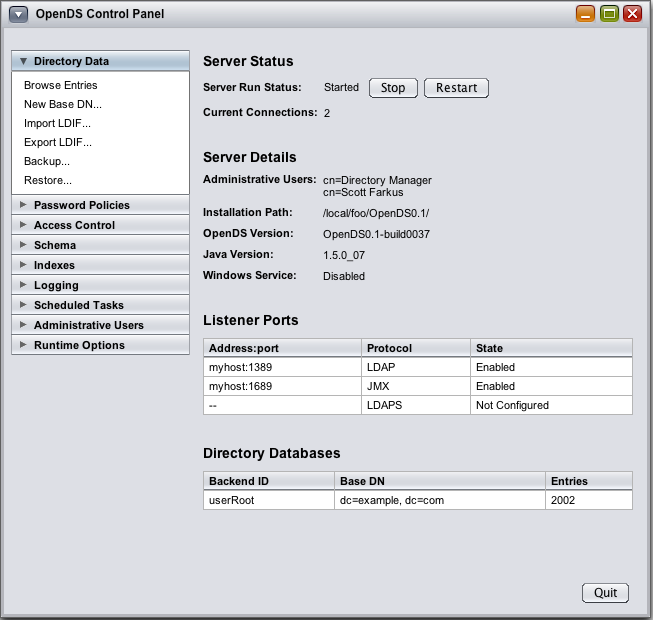 OpenDS Control Panel
Directory Data
Browse Entries
New Base DN...
Import LDIF...
Export LDIF...
Backup...
Restore...
Password Policies
Access Control
Schema
Indexes
Logging
Scheduled Tasks
Administrative Users
Runtime Options
Server Status
Server Run Status: Started Stop Restart
Current Connections: 2
Server Details
Administrative Users: cn=Directory Manager
cn=Scott Farkus
Installation Path: /local/foo/OpenDS0.1/
OpenDS Version: OpenDS0.1-build0037
Java Version: 1.5.0_07
Windows Service: Disabled
Listener Ports
Address:port Protocol State
myhost:1389 LDAP Enabled
myhost:1689 JMX Enabled
-- LDAPS Not Configured
Directory Databases
Backend ID Base DN Entries
userRoot dc=example, dc=com 2002
Quit